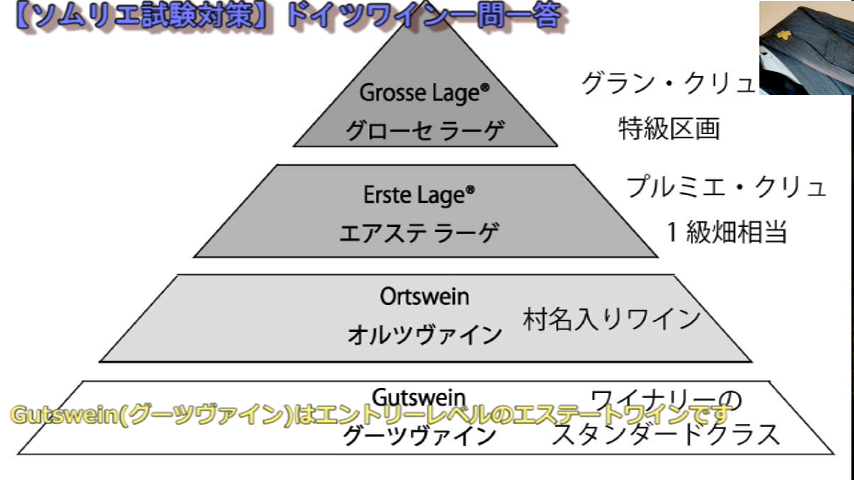 【ソムリエ試験対策】ドイツワイン一問一答
Grosse Lage®
グローセ ラーゲ
グラン・クリュ
特級区画
Erste Lage®
エアステ ラーゲ
プルミエ・クリュ
1級畑相当
Ortswein
オルツヴァイン
村名入りワイン
Gutswein
グーツヴァイン
ワイナリーの
スタンダードクラス
Gutswein(グーツヴァイン)はエントリーレベルのエステートワインです